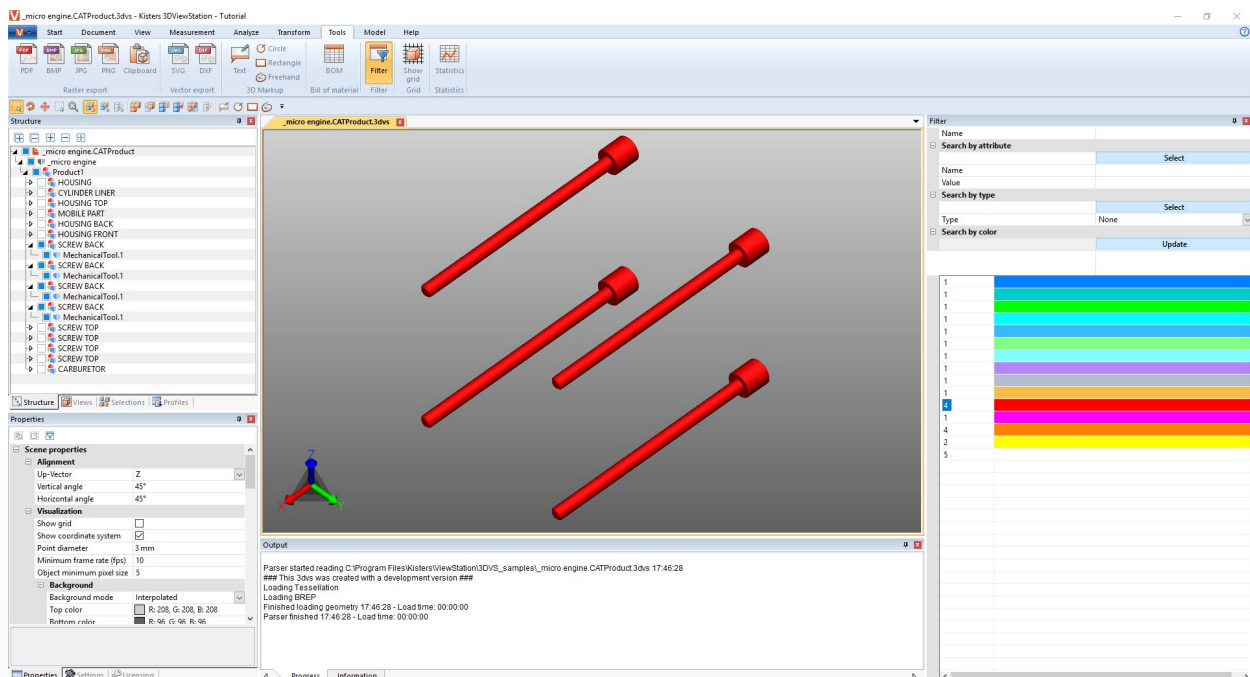 _micro engine.CATProduct.3dvs - Kisters 3DViewStation - Tutorial
Start Document View Measurement Analyze Transform Tools Model Help
PDF BMP JPG PNG Clipboard SVG DXF Text Circle Rectangle Freehand BOM Filter Show grid Statistics
Raster export Vector export 3D Markup Bill of material Filter Grid Statistics
Structure
_micro engine.CATProduct
_micro engine
Product1
HOUSING
CYLINDER LINER
HOUSING TOP
MOBILE PART
HOUSING BACK
HOUSING FRONT
SCREW BACK
MechanicalTool.1
SCREW BACK
MechanicalTool.1
SCREW BACK
MechanicalTool.1
SCREW BACK
MechanicalTool.1
SCREW TOP
SCREW TOP
SCREW TOP
SCREW TOP
CARBURETOR
Structure Views Selections Profiles
Properties
Scene properties
Alignment
Up-Vector Z
Vertical angle 45°
Horizontal angle 45°
Visualization
Show grid
Show coordinate system
Point diameter 3 mm
Minimum frame rate (fps) 10
Object minimum pixel size 5
Background
Background mode Interpolated
Top color R: 208, G: 208, B: 208
Bottom color R: 96, G: 96, B: 96
Properties Settings Licensing
_micro engine.CATProduct.3dvs
Z
X
Y
Output
Parser started reading C:\Program Files\Kisters\ViewStation\3DVS_samples\_micro engine.CATProduct.3dvs 17:46:28
### This 3dvs was created with a development version ###
Loading Tessellation
Loading BREP
Finished loading geometry 17:46:28 - Load time: 00:00:00
Parser finished 17:46:28 - Load time: 00:00:00
Progress Information
Filter
Name
Search by attribute
Select
Name
Value
Search by type
Select
Type None
Search by color
Update
1
1
1
1
1
1
1
1
1
1
4
1
4
2
5